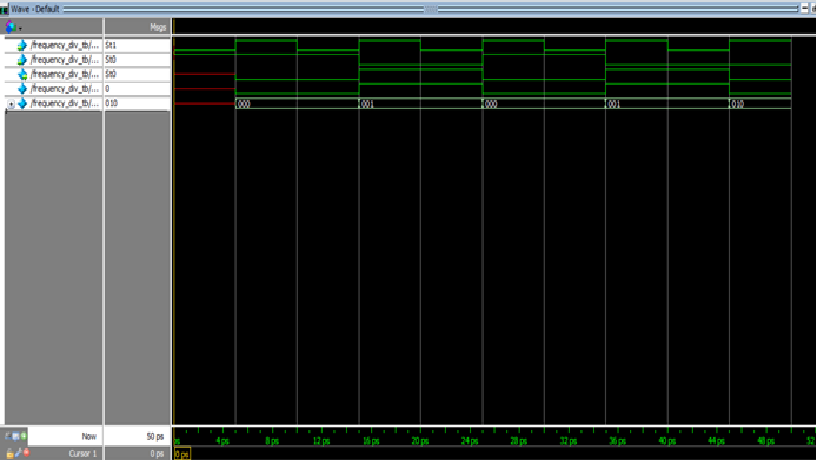 Wave - Default
Msgs
/frequency_div_tb/... St1
/frequency_div_tb/... St0
/frequency_div_tb/... St0
/frequency_div_tb/... 0
/frequency_div_tb/... 010 000 001 000 001 010
Now 50 ps ps 4 ps 8 ps 12 ps 16 ps 20 ps 24 ps 28 ps 32 ps 36 ps 40 ps 44 ps 48 ps 52
Cursor 1 0 ps 0 ps